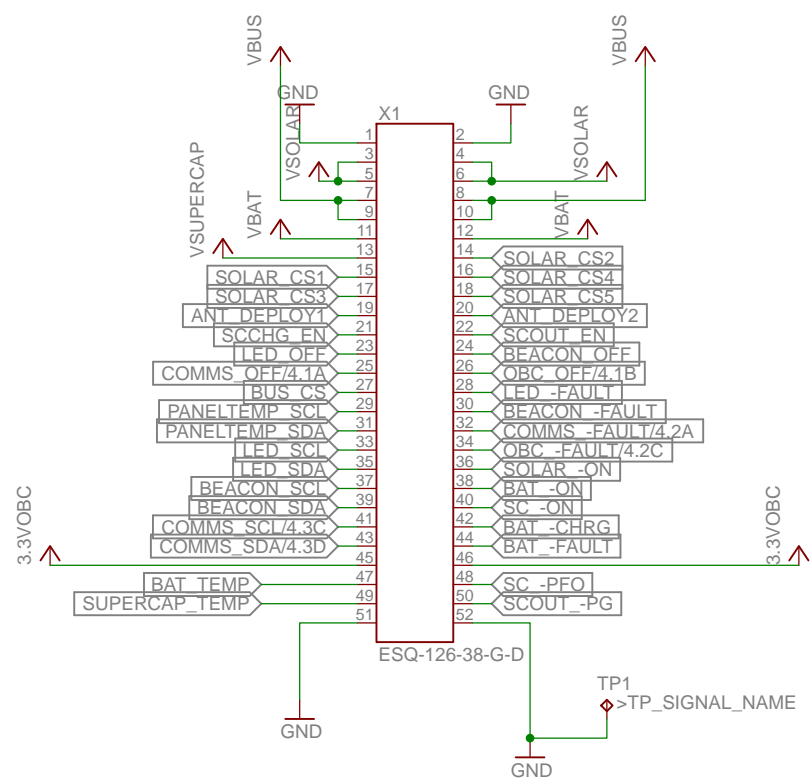 VBUS
VBUS
GND
GND
X1
VSOLAR
VSOLAR
1 2
3 4
5 6
7 8
9 10
VSUPERCAP
VBAT
VBAT
11 12
13 14 SOLAR_CS2
SOLAR_CS1 15 16 SOLAR_CS4
SOLAR_CS3 17 18 SOLAR_CS5
ANT_DEPLOY1 19 20 ANT_DEPLOY2
SCCHG_EN 21 22 SCOUT_EN
LED_OFF 23 24 BEACON_OFF
COMMS_OFF/4.1A 25 26 OBC_OFF/4.1B
BUS_CS 27 28 LED_-FAULT
PANELTEMP_SCL 29 30 BEACON_-FAULT
PANELTEMP_SDA 31 32 COMMS_-FAULT/4.2A
LED_SCL 33 34 OBC_-FAULT/4.2C
LED_SDA 35 36 SOLAR_-ON
BEACON_SCL 37 38 BAT_-ON
BEACON_SDA 39 40 SC_-ON
COMMS_SCL/4.3C 41 42 BAT_-CHRG
COMMS_SDA/4.3D 43 44 BAT_-FAULT
3.3VOBC
3.3VOBC
45 46
BAT_TEMP 47 48 SC_-PFO
SUPERCAP_TEMP 49 50 SCOUT_-PG
51 52
ESQ-126-38-G-D
TP1
>TP_SIGNAL_NAME
GND
GND